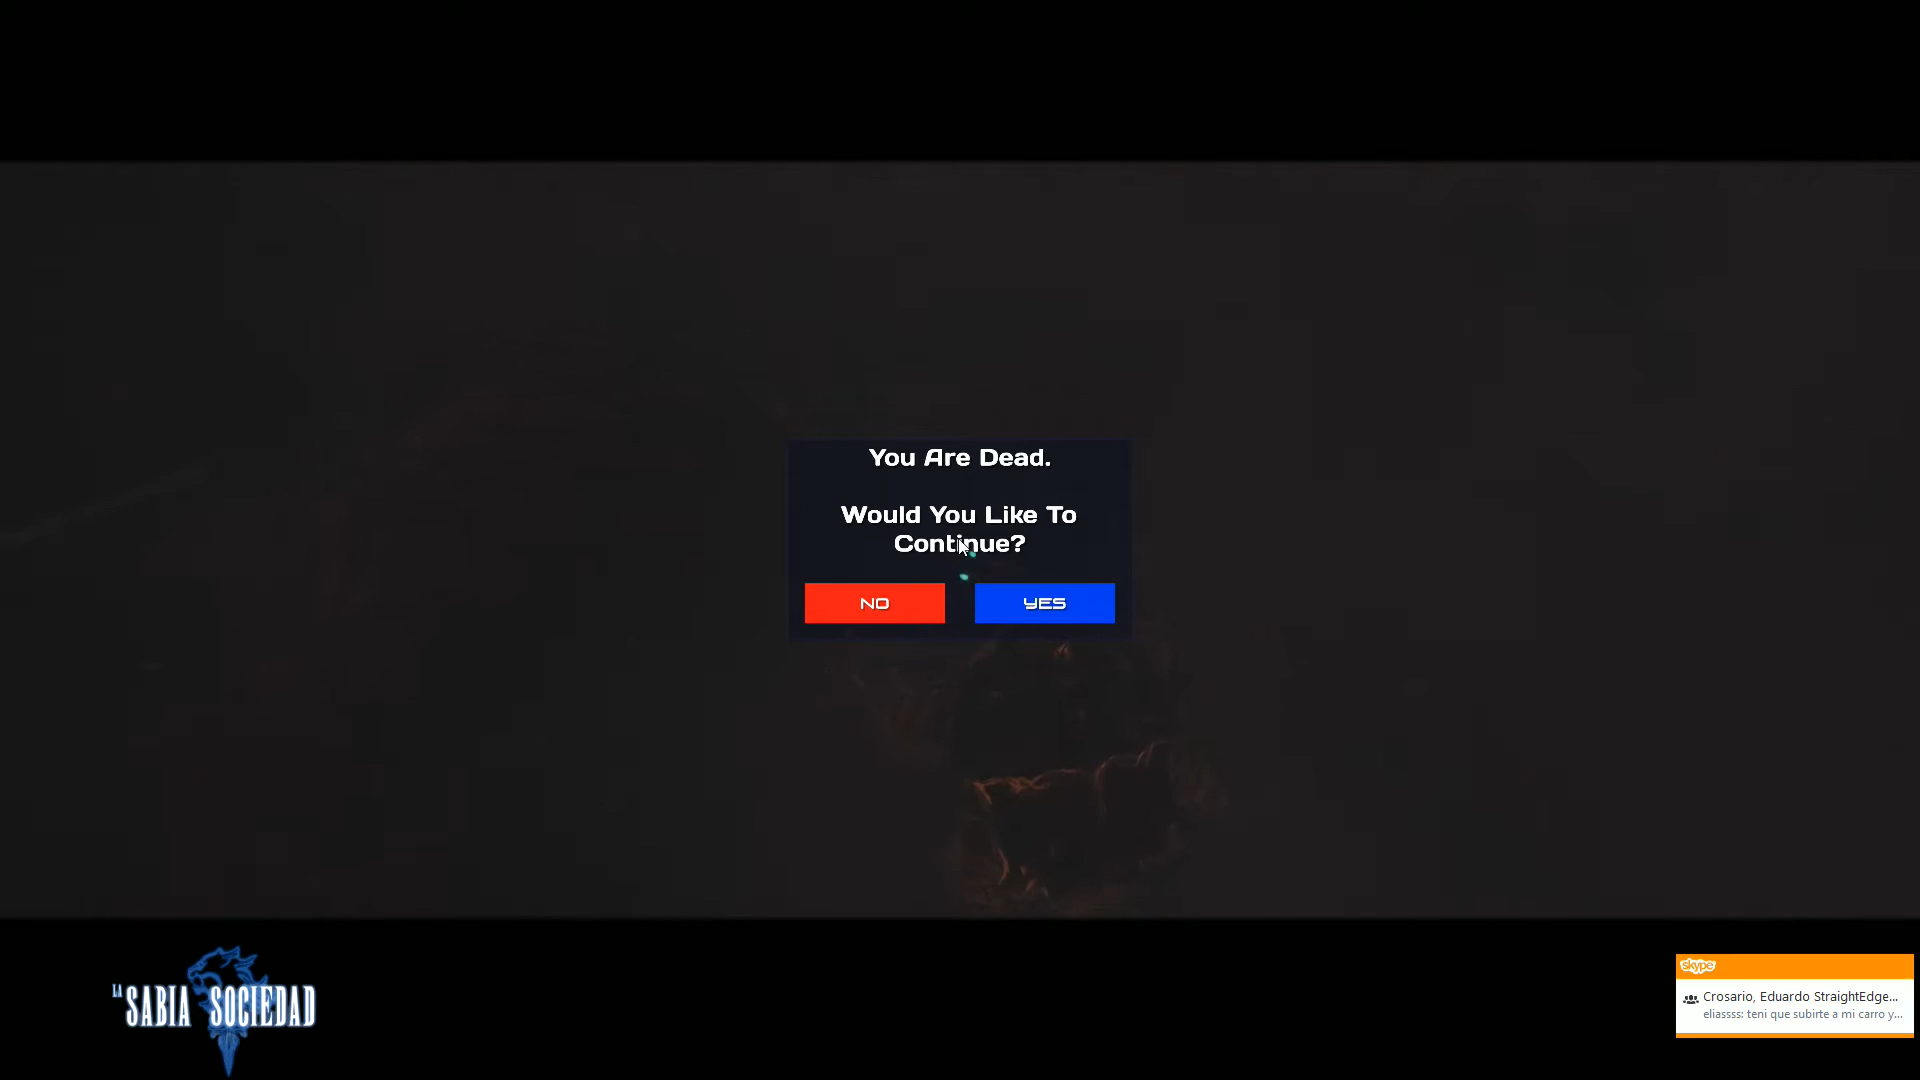 You Are Dead.
Would You Like To
Continue?
NO
YES
LA
SABIA SOCIEDAD
skype
Crosario, Eduardo StraightEdge...
eliassss: teni que subirte a mi carro y...